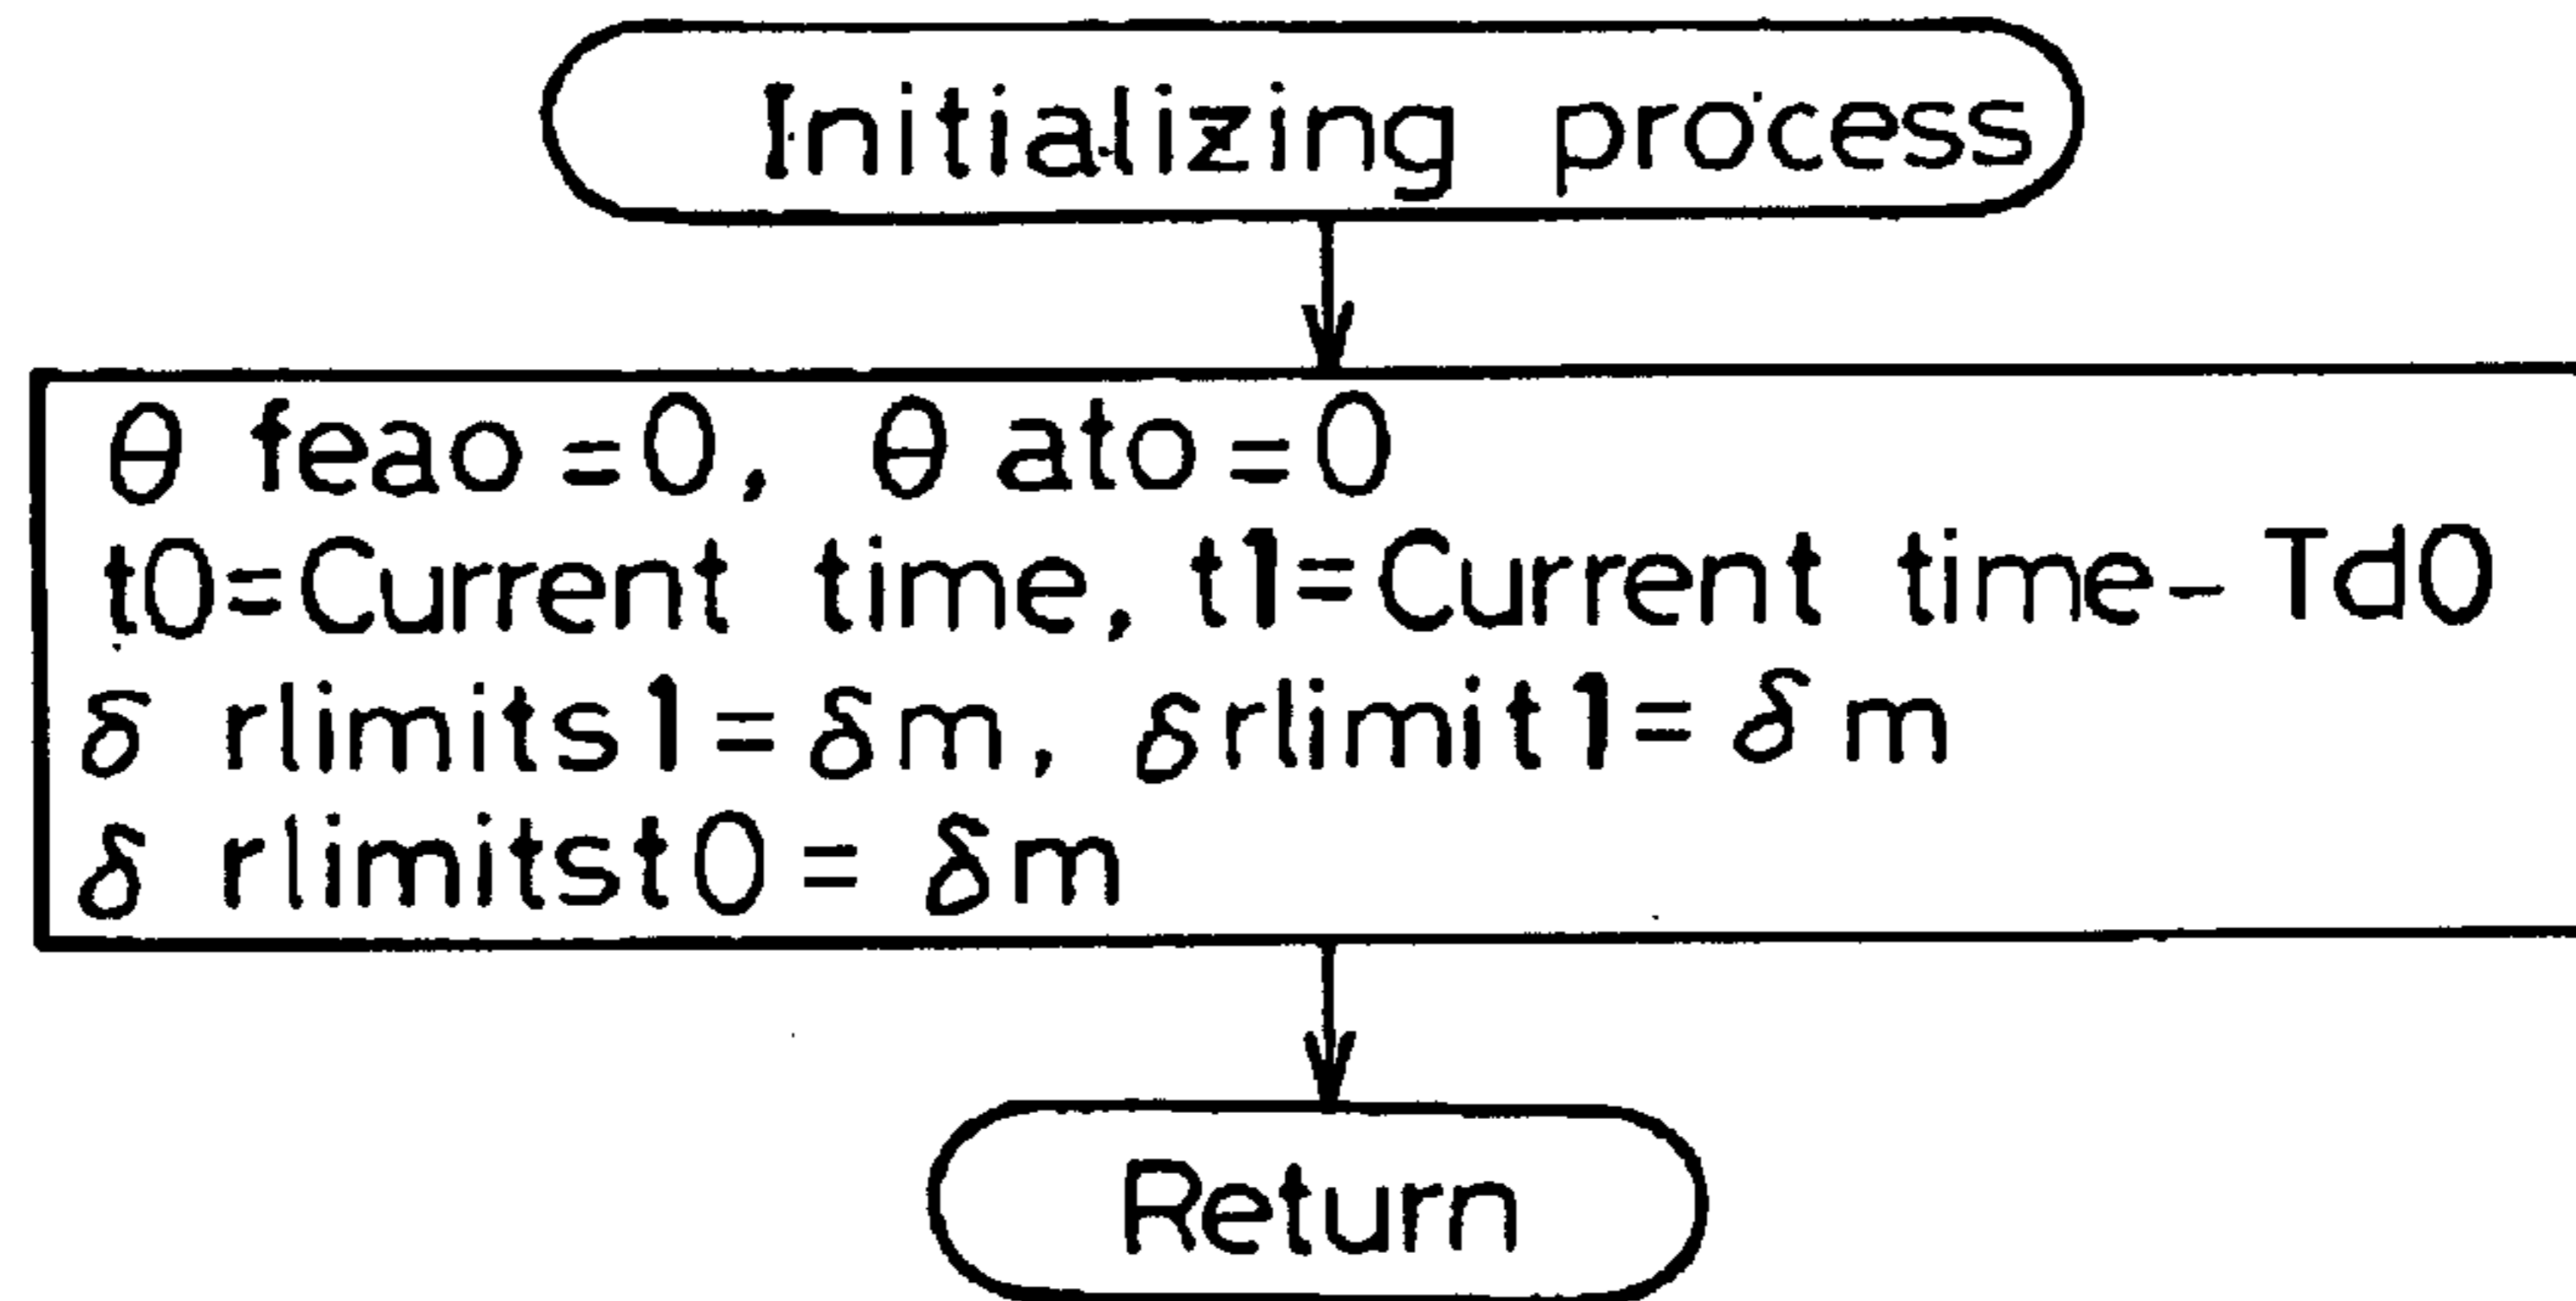 Initializing process
θ feao=0, θ ato=0
t0=Current time, t1=Current time-Td0
δ rlimits1=δm, δrlimit1=δm
δ rlimitst0=δm
Return